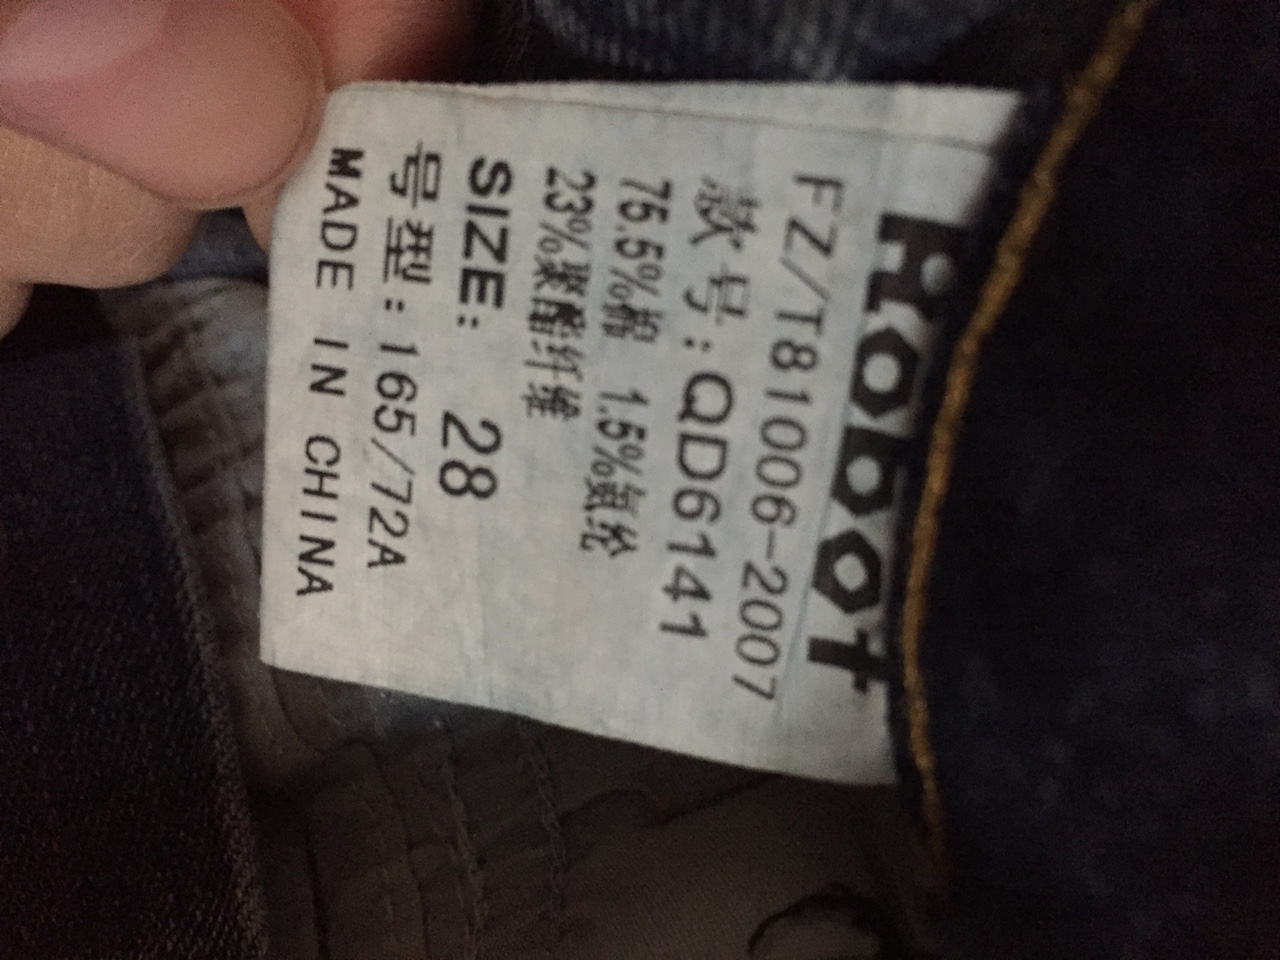 Robot
FZ/T81006-2007
款号:QD6141
75.5%棉 1.5%氨纶
23%聚酯纤维
SIZE: 28
号型:165/72A
MADE IN CHINA